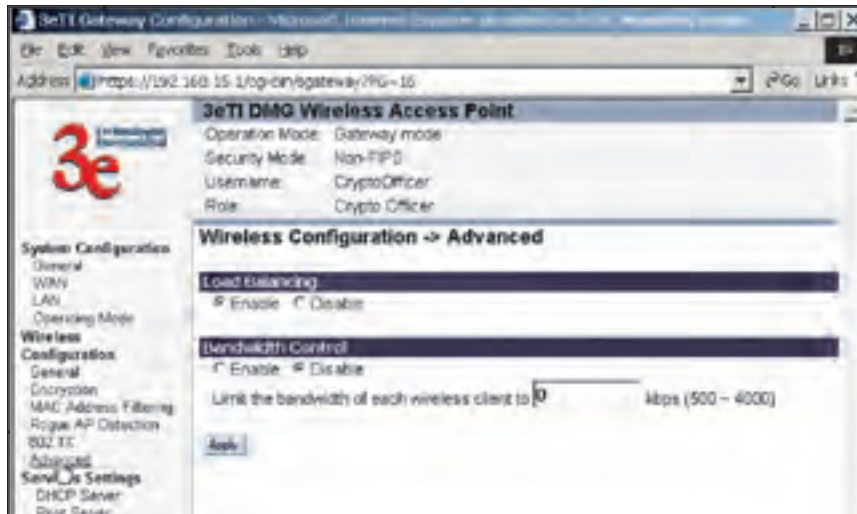 3eTI Gateway Configuration - Microsoft Internet Explorer
File Edit View Favorites Tools Help
Address https://192.168.15.1/cgi-bin/sgateway?PG=16 Go Links
3e
3eTI DMG Wireless Access Point
Operation Mode: Gateway mode
Security Mode: Non-FIPS
Username: CryptoOfficer
Role: Crypto Officer
System Configuration
General
WAN
LAN
Operating Mode
Wireless
Configuration
General
Encryption
MAC Address Filtering
Rogue AP Detection
802.1X
Advanced
Services Settings
DHCP Server
Print Server
Wireless Configuration -> Advanced
Load Balancing
Enable Disable
Bandwidth Control
Enable Disable
Limit the bandwidth of each wireless client to 0 kbps (500 ~ 4000)
Apply